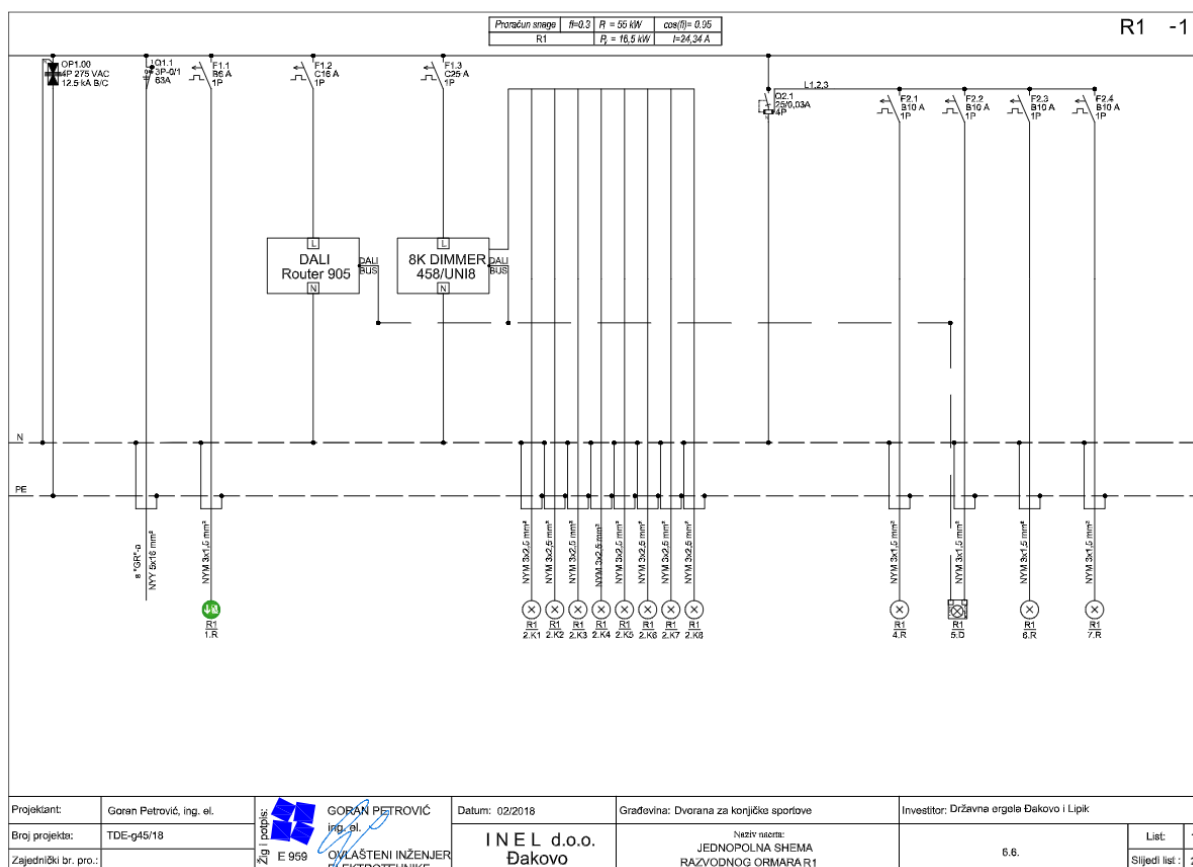 Proračun snage fi=0.3 Pi = 55 kW cos(fi)= 0.95
R1 Pv = 16,5 kW I=24,34 A
R1 -1
OP1.00
4P 275 VAC
12.5 kA B/C
Q1.1
3P-0/1
63A
F1.1
B6 A
1P
F1.2
C16 A
1P
F1.3
C25 A
1P
Q2.1
25/0,03A
4P
L1,2,3
F2.1
B10 A
1P
F2.2
B10 A
1P
F2.3
B10 A
1P
F2.4
B10 A
1P
L
DALI
Router 905
N
DALI
BUS
L
8K DIMMER
458/UNI8
N
DALI
BUS
N
PE
NYY 5x16 mm²
NYM 3x1,5 mm²
NYM 3x2,5 mm²
NYM 3x2,5 mm²
NYM 3x2,5 mm²
NYM 3x2,5 mm²
NYM 3x2,5 mm²
NYM 3x2,5 mm²
NYM 3x2,5 mm²
NYM 3x2,5 mm²
NYM 3x1,5 mm²
NYM 3x1,5 mm²
NYM 3x1,5 mm²
NYM 3x1,5 mm²
R1
1.R
R1
2.K1
R1
2.K2
R1
2.K3
R1
2.K4
R1
2.K5
R1
2.K6
R1
2.K7
R1
2.K8
R1
4.R
R1
5.D
R1
6.R
R1
7.R
Projektant: Goran Petrović, ing. el.
Broj projekta: TDE-g45/18
Zajednički br. pro.:
Žig i potpis:
GORAN PETROVIĆ
ing. el.
E 959 OVLAŠTENI INŽENJER
ELEKTROTEHNIKE
Datum: 02/2018
I N E L d.o.o.
Đakovo
Građevina: Dvorana za konjičke sportove
Naziv nacrta:
JEDNOPOLNA SHEMA
RAZVODNOG ORMARA R1
Investitor: Državna ergela Đakovo i Lipik
6.6.
List:
Slijedi list : 2